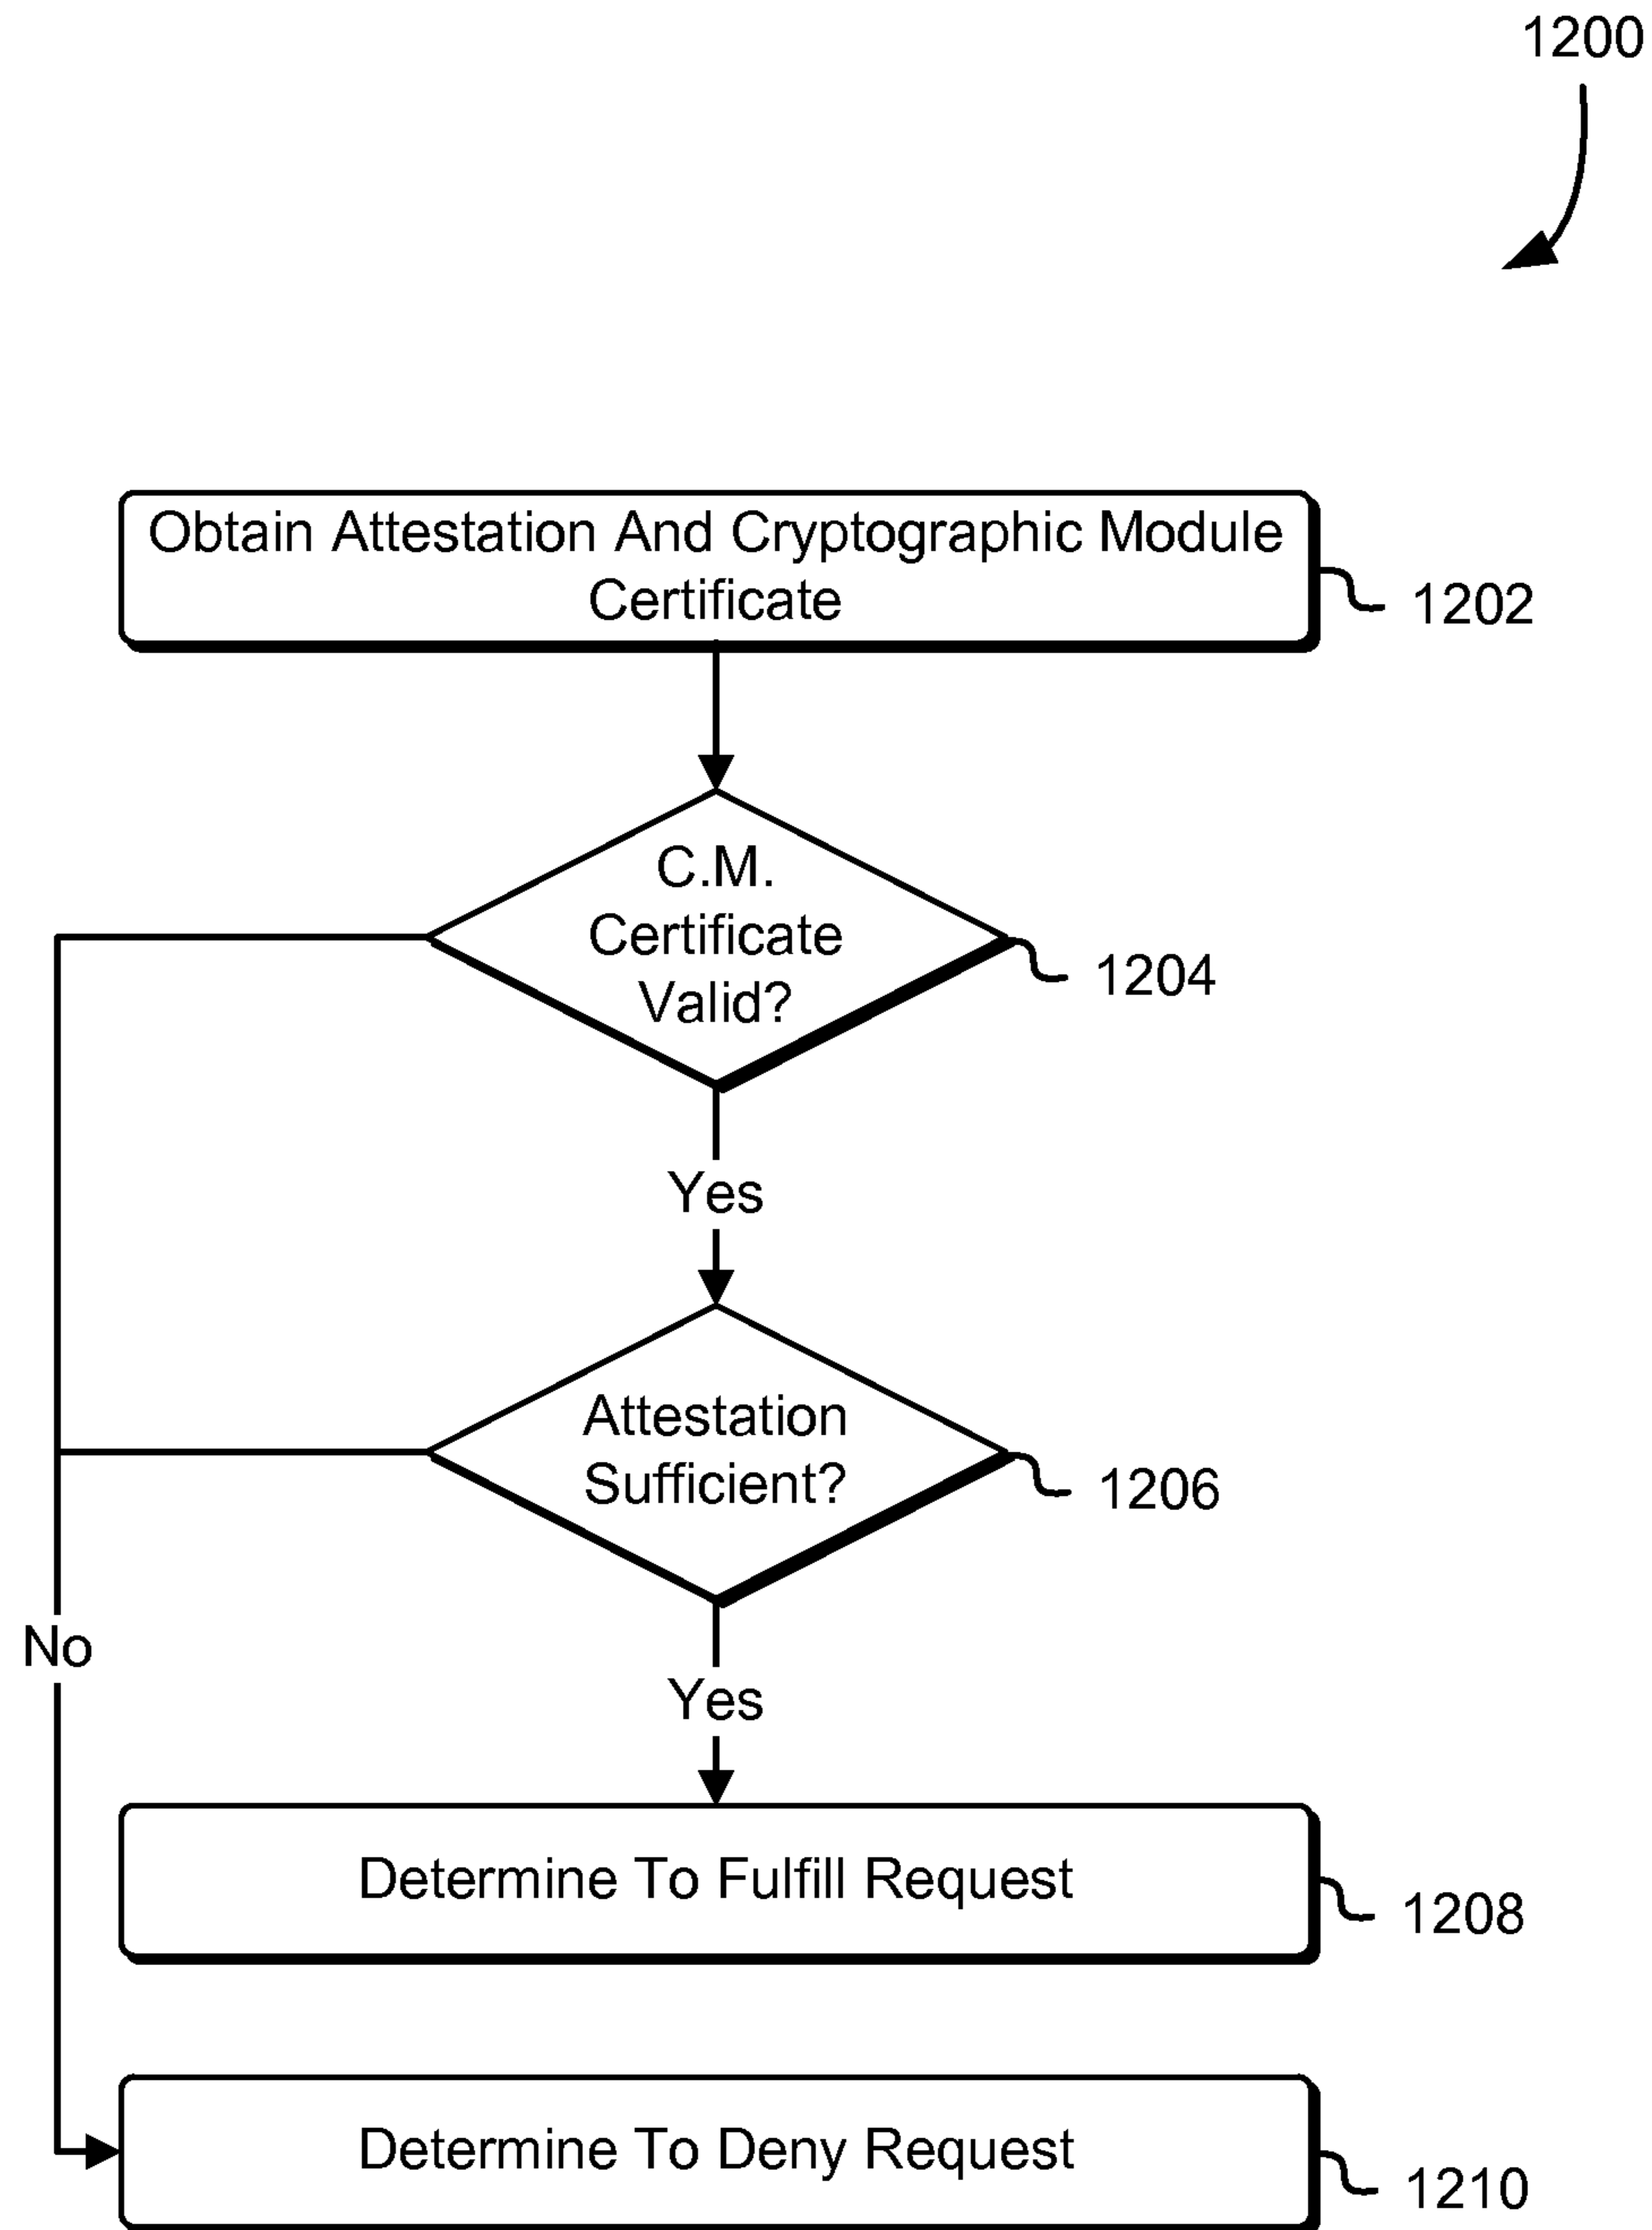 1200
Obtain Attestation And Cryptographic Module
Certificate
1202
C.M.
Certificate
Valid?
1204
Yes
Attestation
Sufficient?
1206
No
Yes
Determine To Fulfill Request
1208
Determine To Deny Request
1210